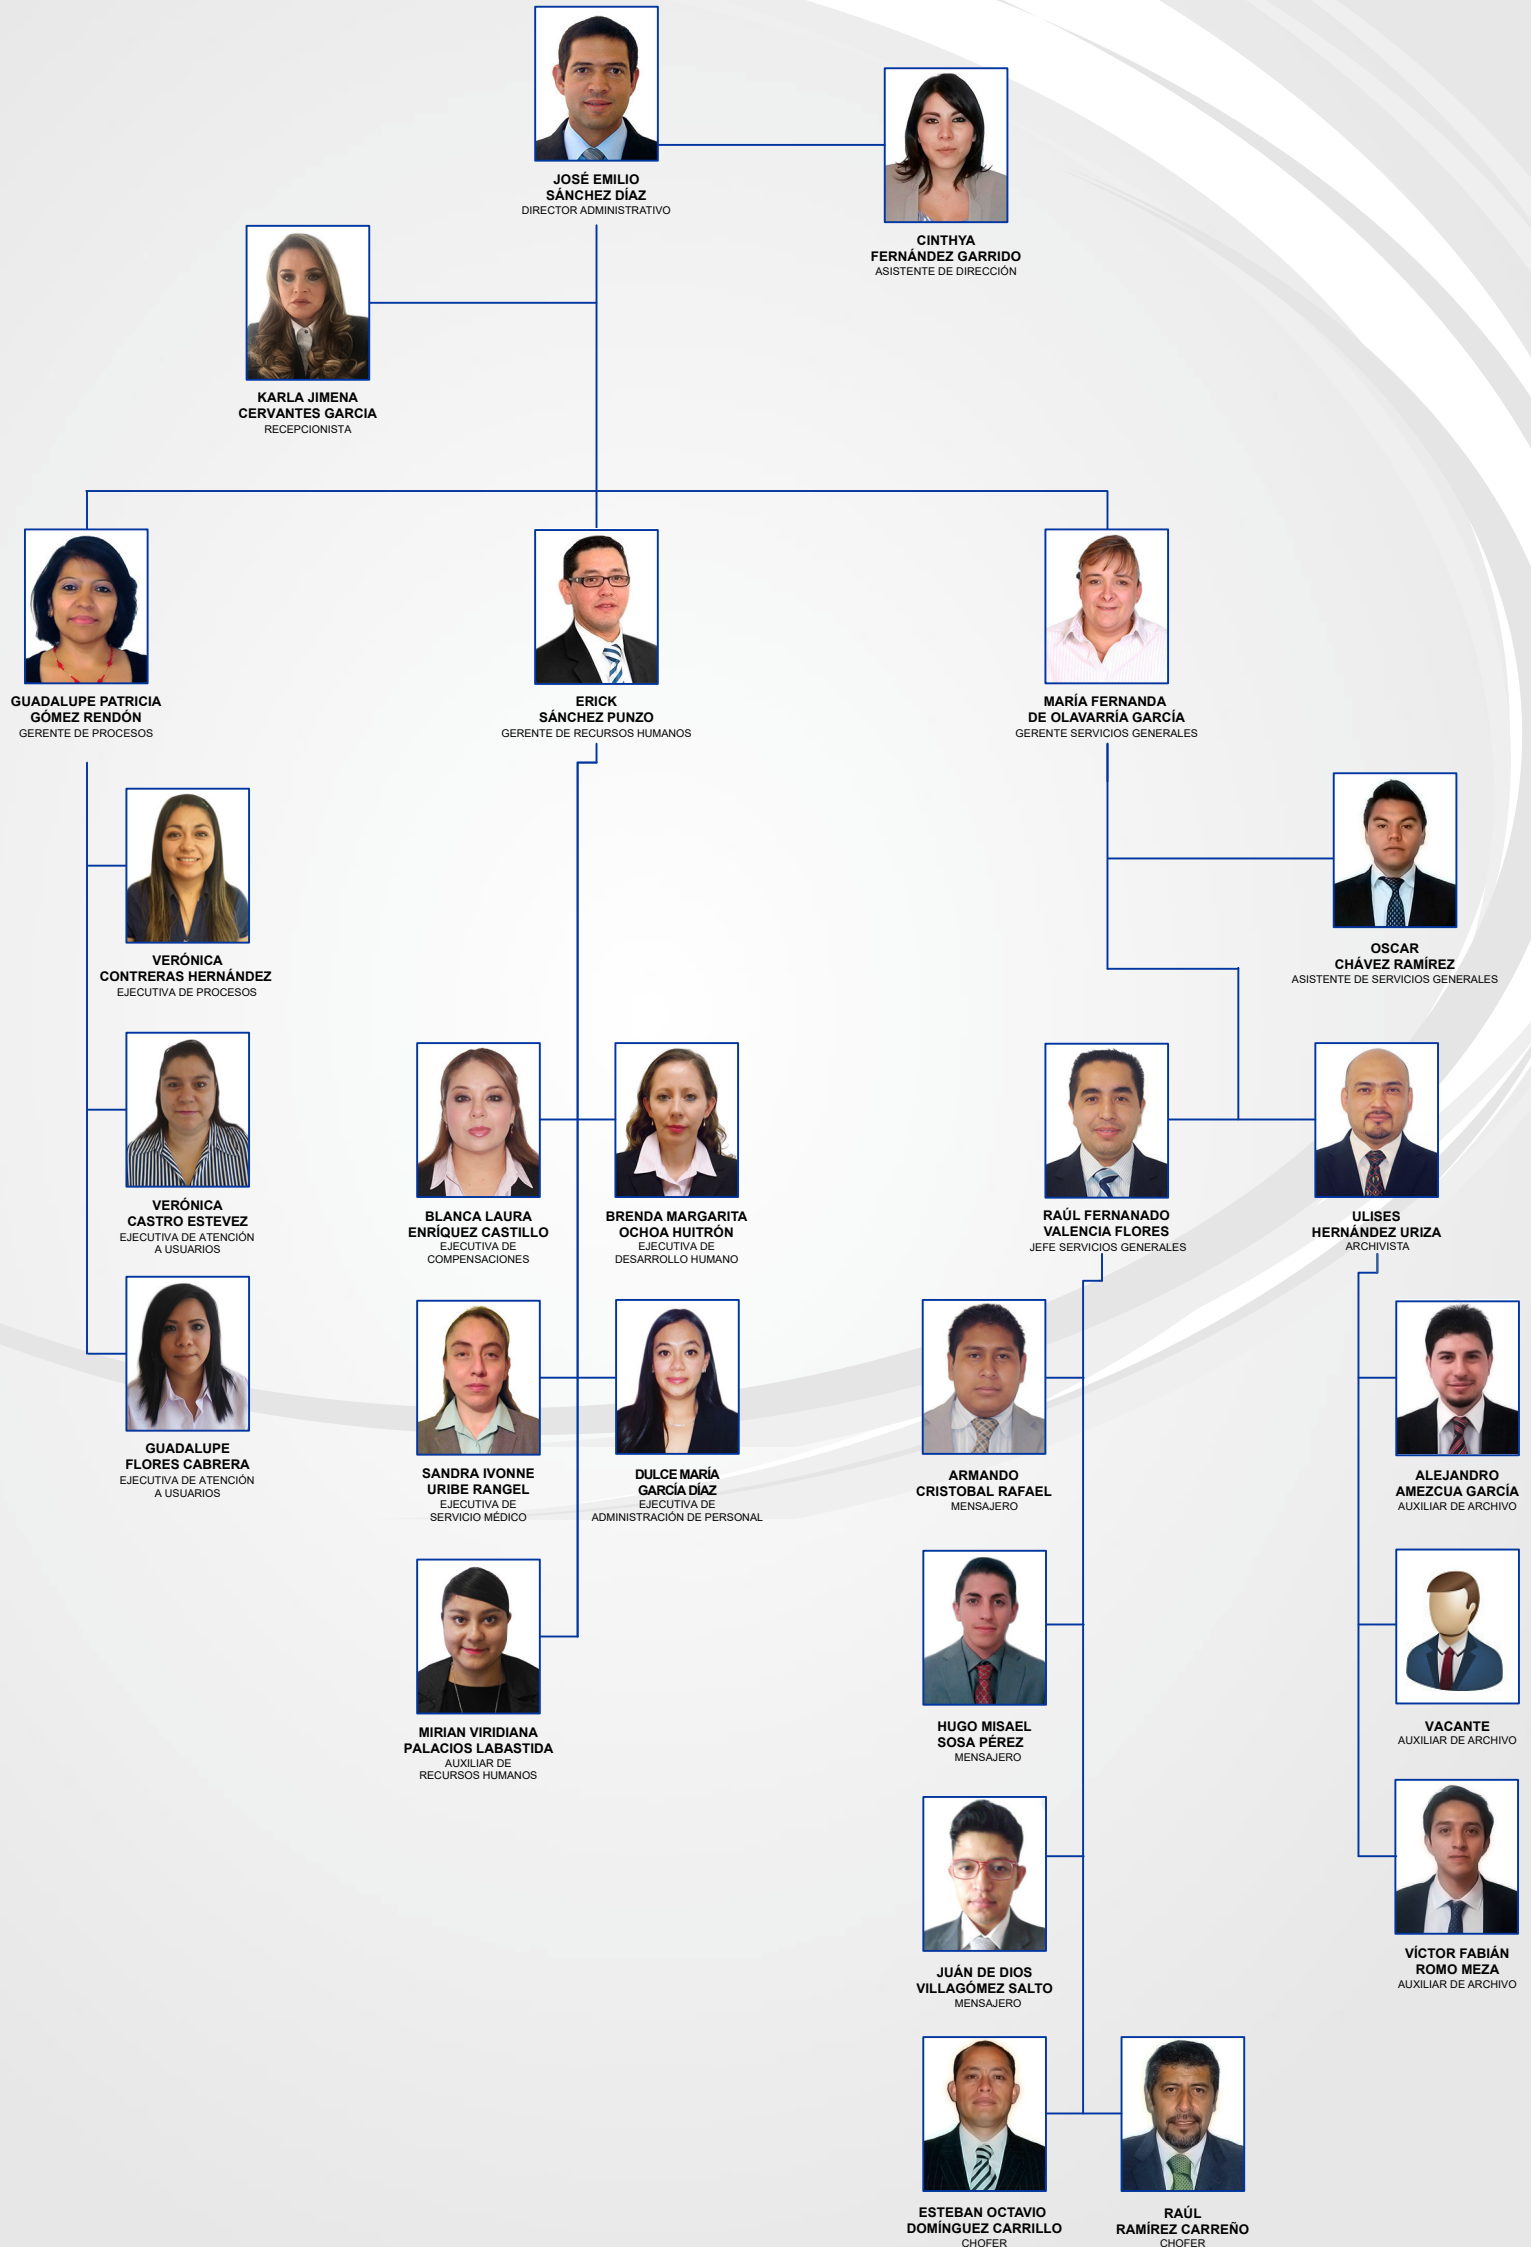 JOSÉ EMILIO
SÁNCHEZ DÍAZ
DIRECTOR ADMINISTRATIVO
CINTHYA
FERNÁNDEZ GARRIDO
ASISTENTE DE DIRECCIÓN
KARLA JIMENA
CERVANTES GARCIA
RECEPCIONISTA
GUADALUPE PATRICIA
GÓMEZ RENDÓN
GERENTE DE PROCESOS
ERICK
SÁNCHEZ PUNZO
GERENTE DE RECURSOS HUMANOS
MARÍA FERNANDA
DE OLAVARRÍA GARCÍA
GERENTE SERVICIOS GENERALES
VERÓNICA
CONTRERAS HERNÁNDEZ
EJECUTIVA DE PROCESOS
OSCAR
CHÁVEZ RAMÍREZ
ASISTENTE DE SERVICIOS GENERALES
VERÓNICA
CASTRO ESTEVEZ
EJECUTIVA DE ATENCIÓN
A USUARIOS
BLANCA LAURA
ENRÍQUEZ CASTILLO
EJECUTIVA DE
COMPENSACIONES
BRENDA MARGARITA
OCHOA HUITRÓN
EJECUTIVA DE
DESARROLLO HUMANO
RAÚL FERNANADO
VALENCIA FLORES
JEFE SERVICIOS GENERALES
ULISES
HERNÁNDEZ URIZA
ARCHIVISTA
GUADALUPE
FLORES CABRERA
EJECUTIVA DE ATENCIÓN
A USUARIOS
SANDRA IVONNE
URIBE RANGEL
EJECUTIVA DE
SERVICIO MÉDICO
DULCE MARÍA
GARCÍA DÍAZ
EJECUTIVA DE
ADMINISTRACIÓN DE PERSONAL
ARMANDO
CRISTOBAL RAFAEL
MENSAJERO
ALEJANDRO
AMEZCUA GARCÍA
AUXILIAR DE ARCHIVO
MIRIAN VIRIDIANA
PALACIOS LABASTIDA
AUXILIAR DE
RECURSOS HUMANOS
HUGO MISAEL
SOSA PÉREZ
MENSAJERO
VACANTE
AUXILIAR DE ARCHIVO
JUÁN DE DIOS
VILLAGÓMEZ SALTO
MENSAJERO
VÍCTOR FABIÁN
ROMO MEZA
AUXILIAR DE ARCHIVO
ESTEBAN OCTAVIO
DOMÍNGUEZ CARRILLO
CHOFER
RAÚL
RAMÍREZ CARREÑO
CHOFER